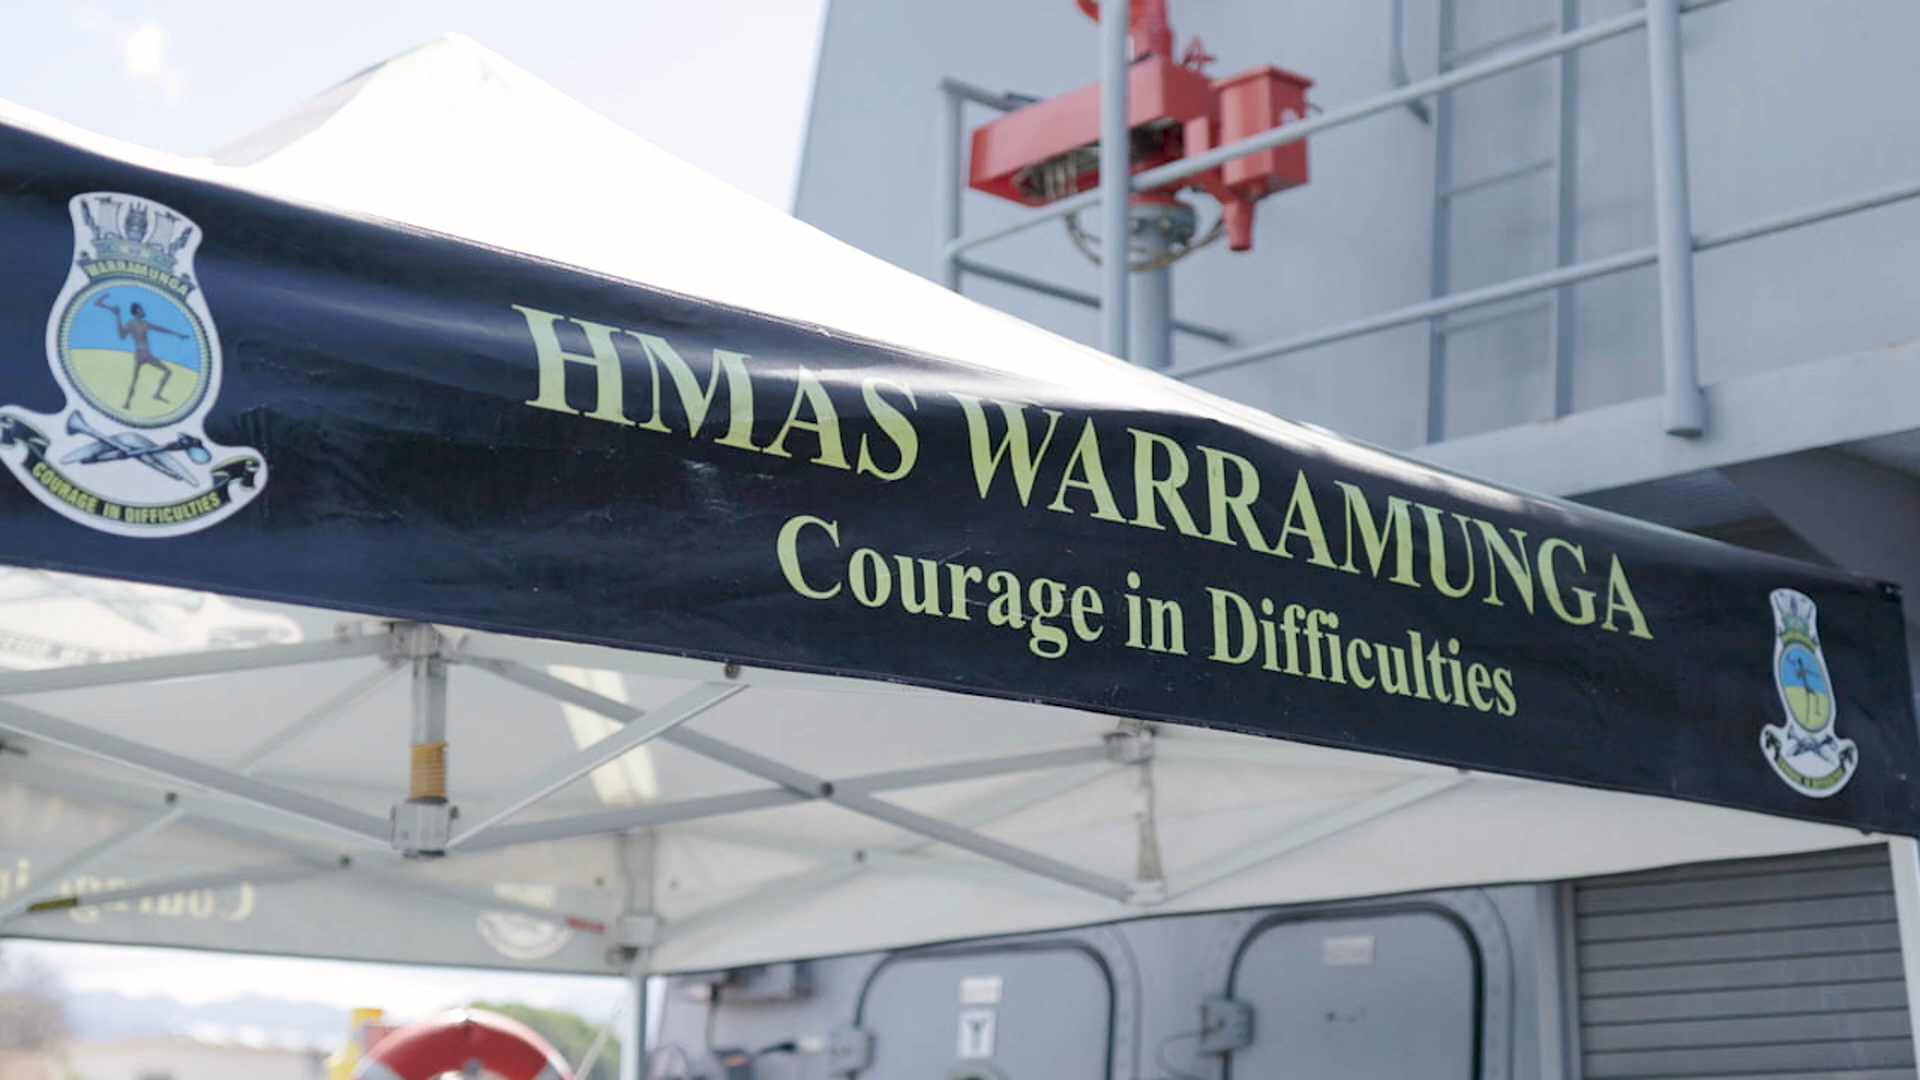 WARRAMUNGA
COURAGE IN DIFFICULTIES
HMAS WARRAMUNGA
Courage in Difficulties
Y